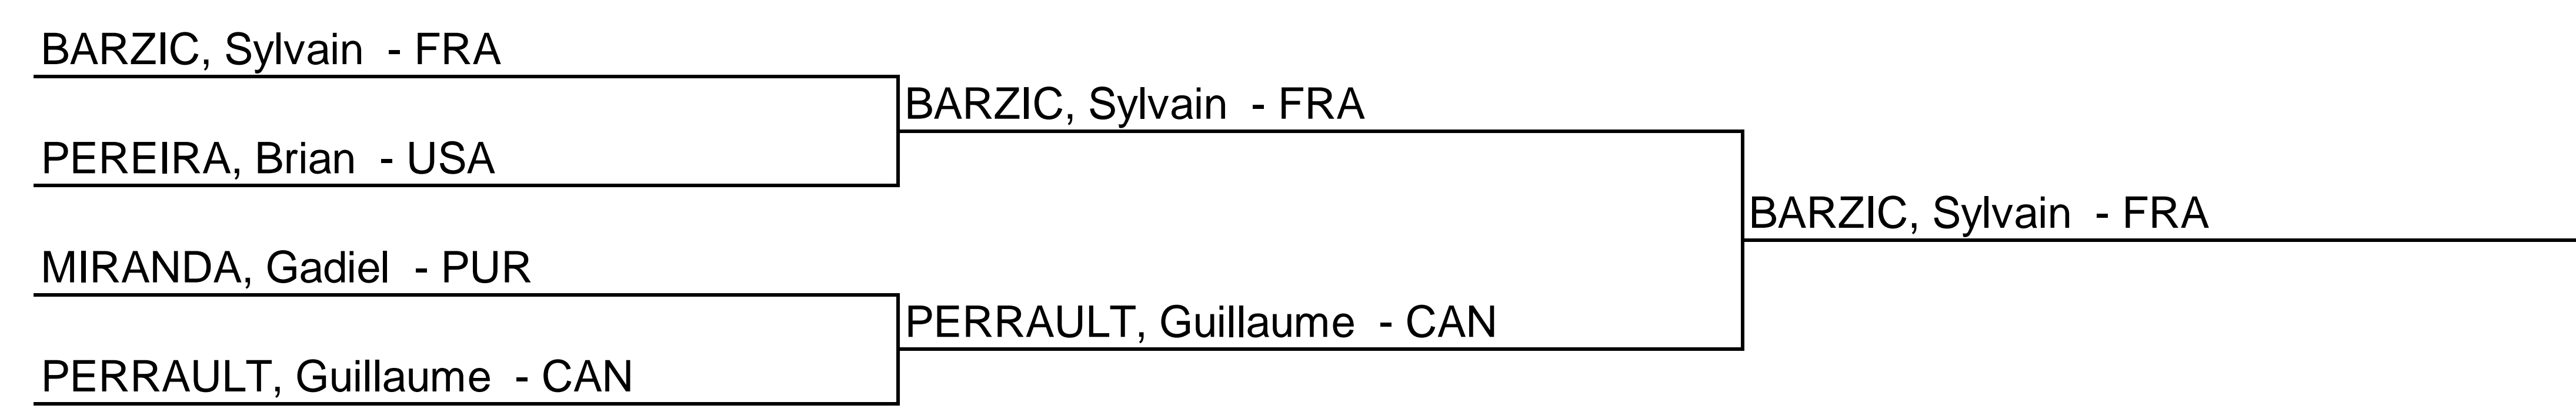 BARZIC, Sylvain - FRA
BARZIC, Sylvain - FRA
PEREIRA, Brian - USA
BARZIC, Sylvain - FRA
MIRANDA, Gadiel - PUR
PERRAULT, Guillaume - CAN
PERRAULT, Guillaume - CAN